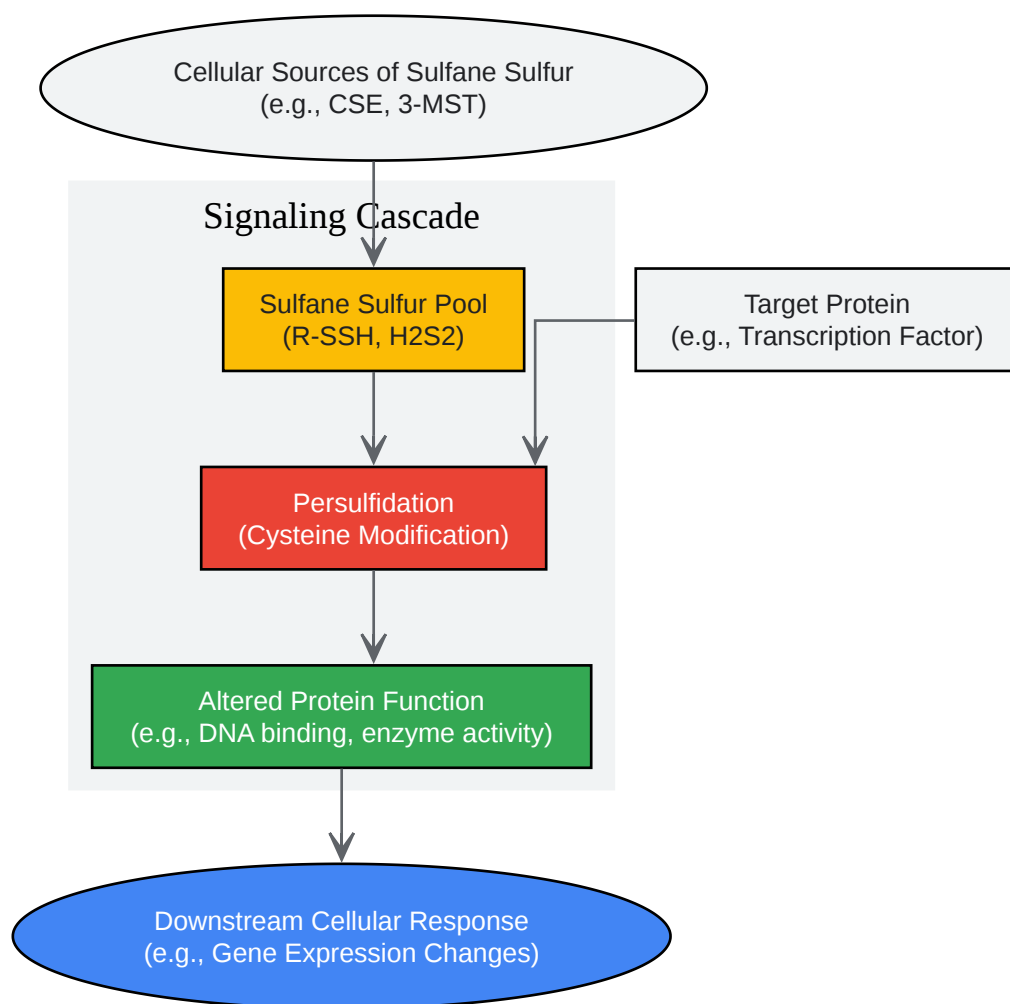 Cellular Sources of Sulfane Sulfur
(e.g., CSE, 3-MST)
Signaling Cascade
Sulfane Sulfur Pool
(R-SSH, H2S2)
Target Protein
(e.g., Transcription Factor)
Persulfidation
(Cysteine Modification)
Altered Protein Function
(e.g., DNA binding, enzyme activity)
Downstream Cellular Response
(e.g., Gene Expression Changes)